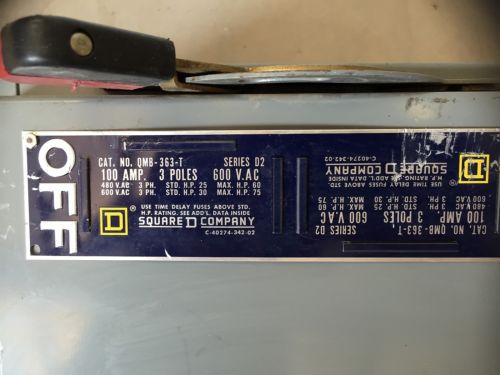 OFF
CAT. NO. QMB-363-T SERIES D2
100 AMP. 3 POLES 600 V.AC
480 V.AC 3 PH. STD. H.P. 25 MAX. H.P. 60
600 V.AC 3 PH. STD. H.P. 30 MAX. H.P. 75
D
USE TIME DELAY FUSES ABOVE STD.
H.P. RATING. SEE ADD'L. DATA INSIDE
SQUARE D COMPANY
C-40274-342-02
CAT. NO. QMB-363-T SERIES D2
100 AMP. 3 POLES 600 V.AC
480 V.AC 3 PH. STD. H.P. 25 MAX. H.P. 60
600 V.AC 3 PH. STD. H.P. 30 MAX. H.P. 75
D
USE TIME DELAY FUSES ABOVE STD.
H.P. RATING. SEE ADD'L. DATA INSIDE
SQUARE D COMPANY
C-40274-342-02